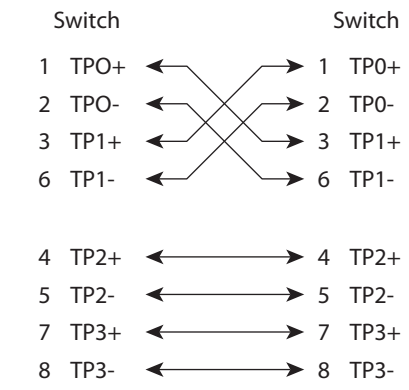 Switch Switch
1 TPO+ 1 TP0+
2 TPO- 2 TP0-
3 TP1+ 3 TP1+
6 TP1- 6 TP1-
4 TP2+ 4 TP2+
5 TP2- 5 TP2-
7 TP3+ 7 TP3+
8 TP3- 8 TP3-